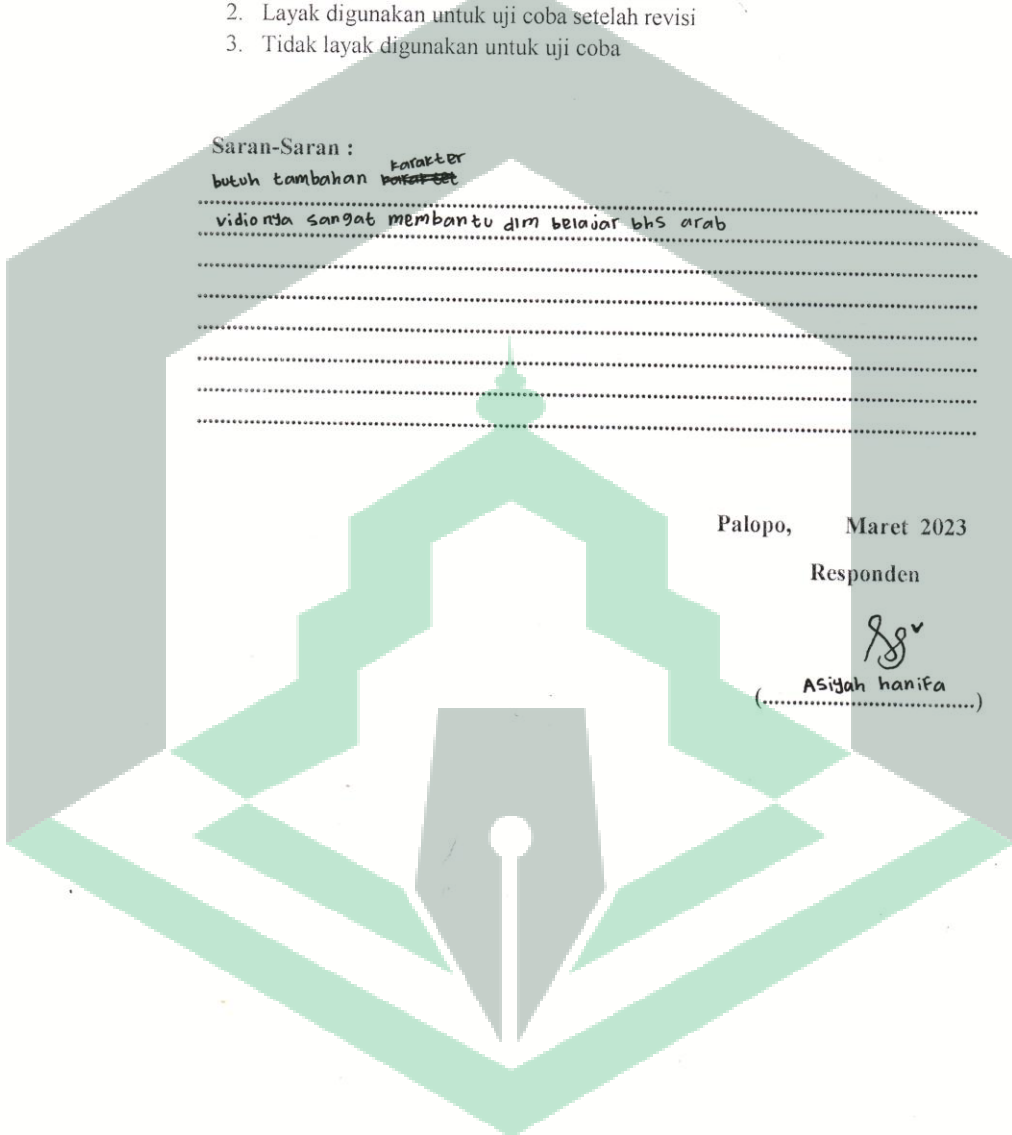 2. Layak digunakan untuk uji coba setelah revisi
3. Tidak layak digunakan untuk uji coba
Saran-Saran :
butuh tambahan karakter
vidionya sangat membantu dlm belajar bhs arab
Palopo, Maret 2023
Responden
(Asiyah hanifa)